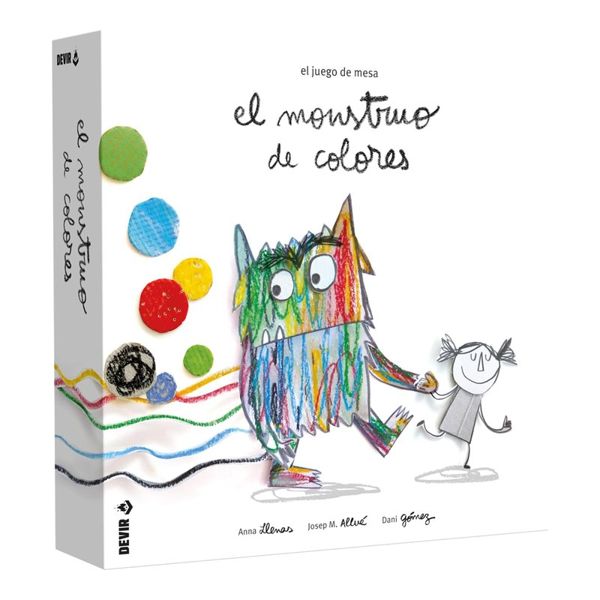 DEVIR
el monstruo
de colores
DEVIR
el juego de mesa
el monstruo
de colores
Anna Llenas Josep M. Allué Dani Gómez